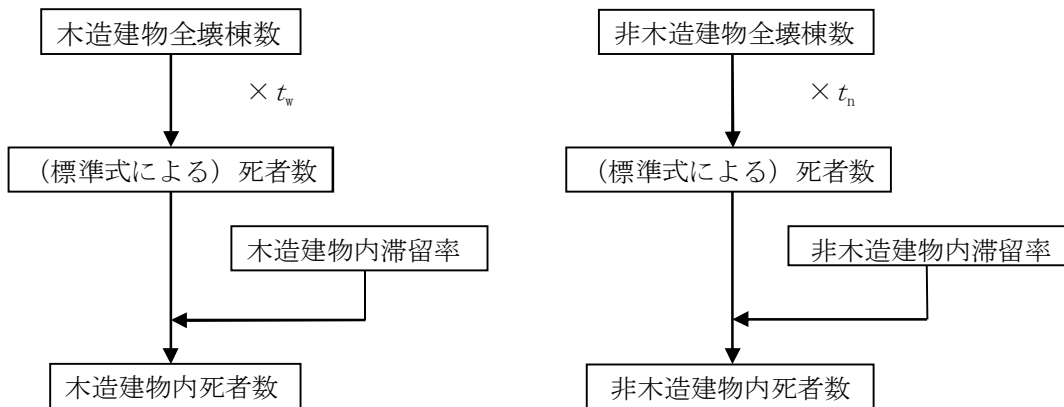 木造建物全壊棟数
× tw
（標準式による）死者数
木造建物内滞留率
木造建物内死者数
非木造建物全壊棟数
× tn
（標準式による）死者数
非木造建物内滞留率
非木造建物内死者数